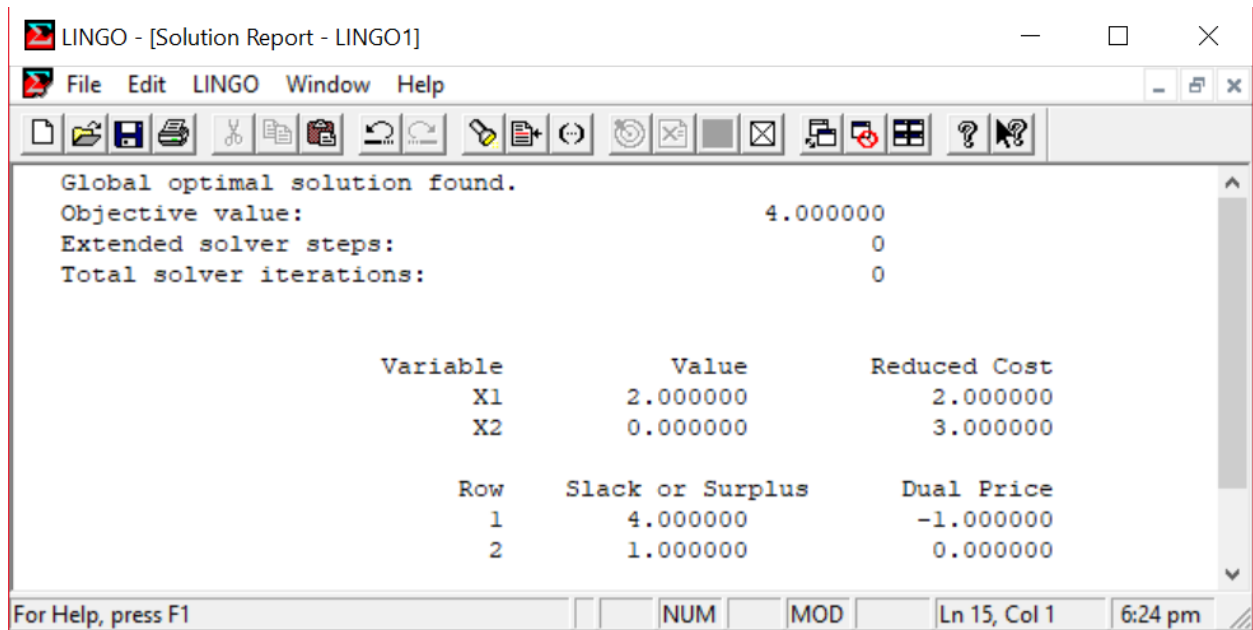 LINGO - [Solution Report - LINGO1]
File Edit LINGO Window Help
Global optimal solution found.
Objective value: 4.000000
Extended solver steps: 0
Total solver iterations: 0
Variable Value Reduced Cost
X1 2.000000 2.000000
X2 0.000000 3.000000
Row Slack or Surplus Dual Price
1 4.000000 -1.000000
2 1.000000 0.000000
For Help, press F1 NUM MOD Ln 15, Col 1 6:24 pm